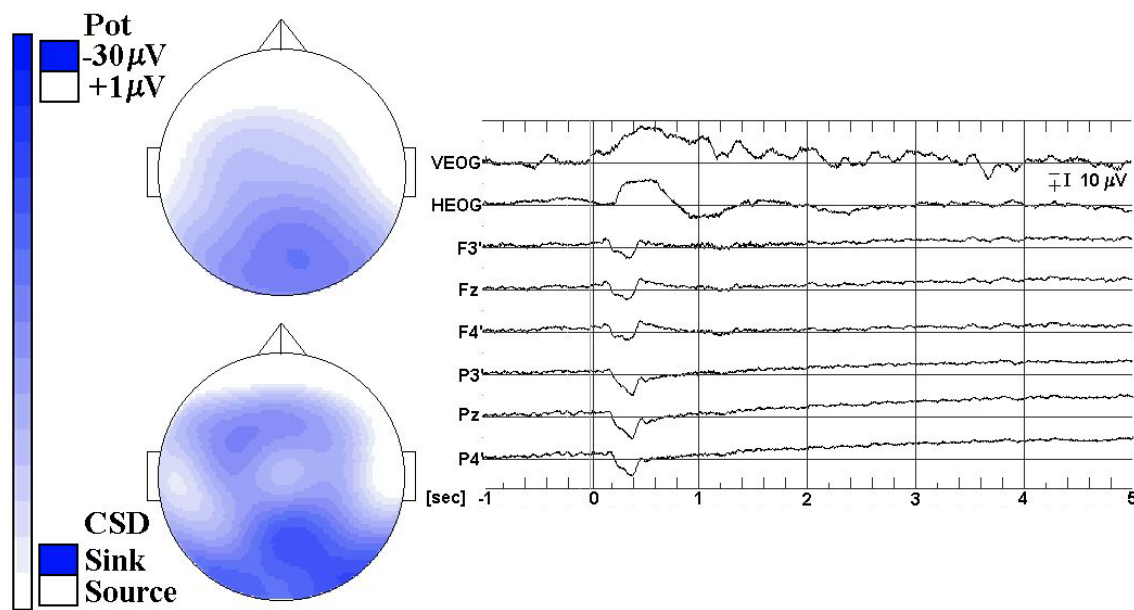 Pot
-30 μV
+1 μV
CSD
Sink
Source
VEOG
HEOG
F3'
Fz
F4'
P3'
Pz
P4'
10 μV
[sec] -1 0 1 2 3 4 5